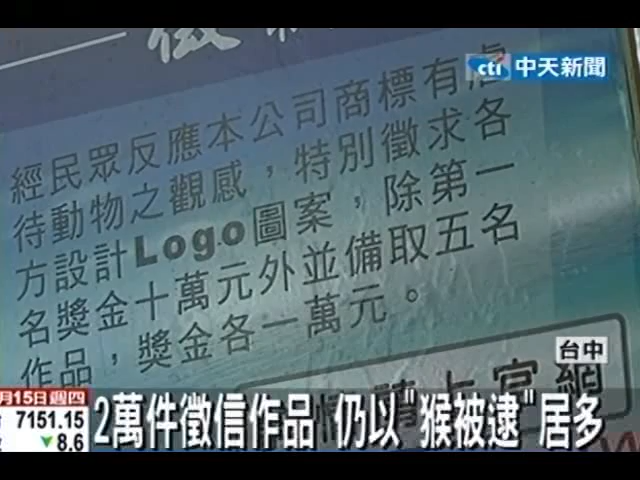 cti 中天新聞
經民眾反應本公司商標有虐
待動物之觀感，特別徵求各
方設計Logo圖案，除第一
名獎金十萬元外並備取五名
作品，獎金各一萬元。
上官網
台中
月15日週四
7151.15
▼8.6
2萬件徵信作品 仍以"猴被逮"居多